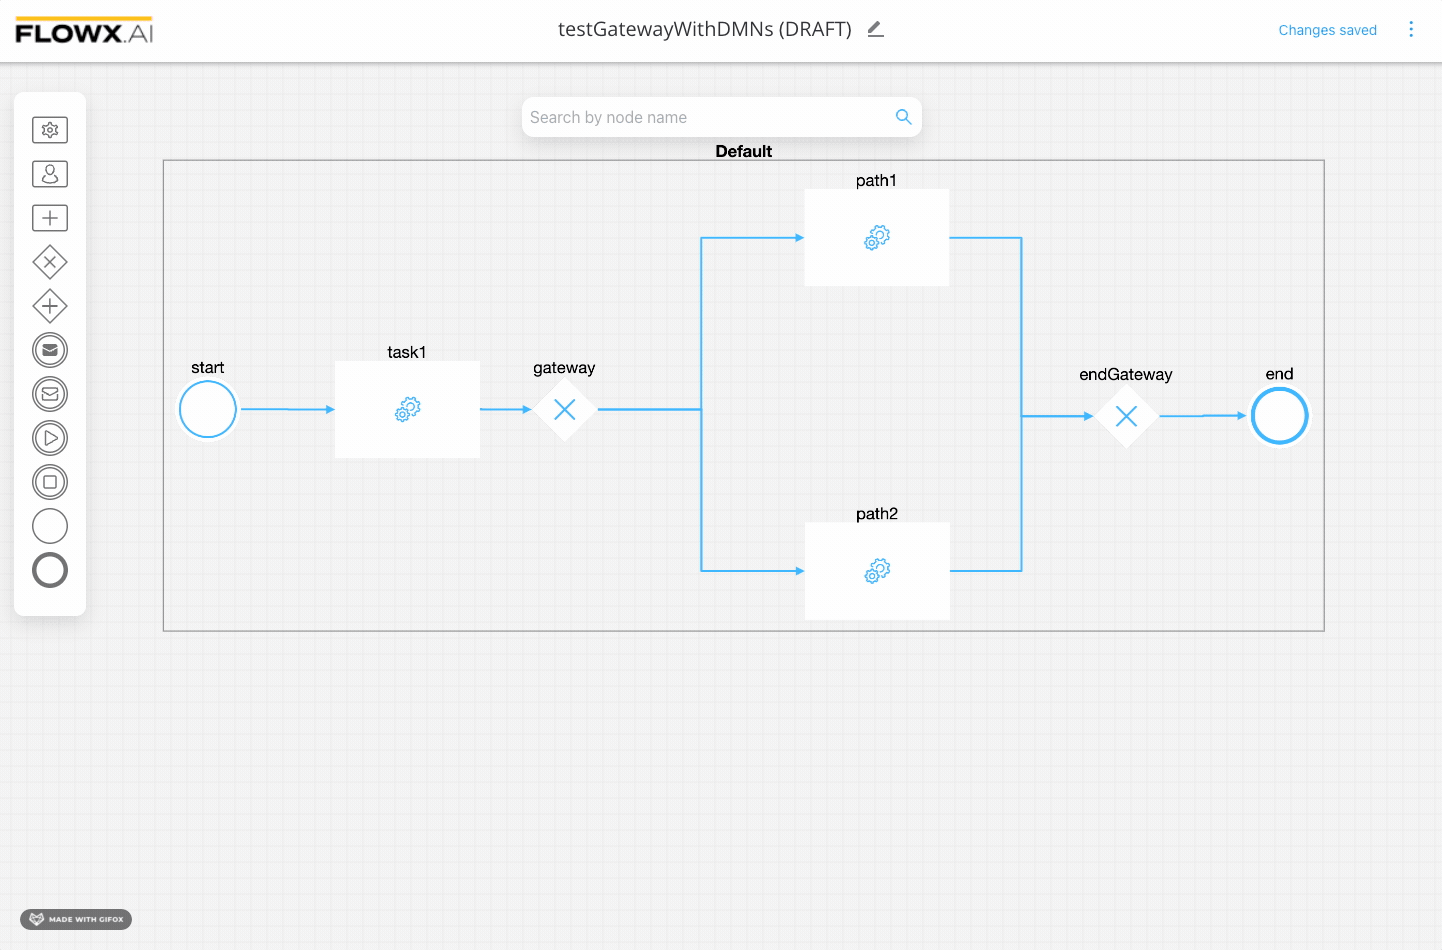 FLOWX.AI
testGatewayWithDMNs (DRAFT)
Changes saved
Search by node name
Default
path1
task1
start
gateway
endGateway
end
path2
MADE WITH GIFOX